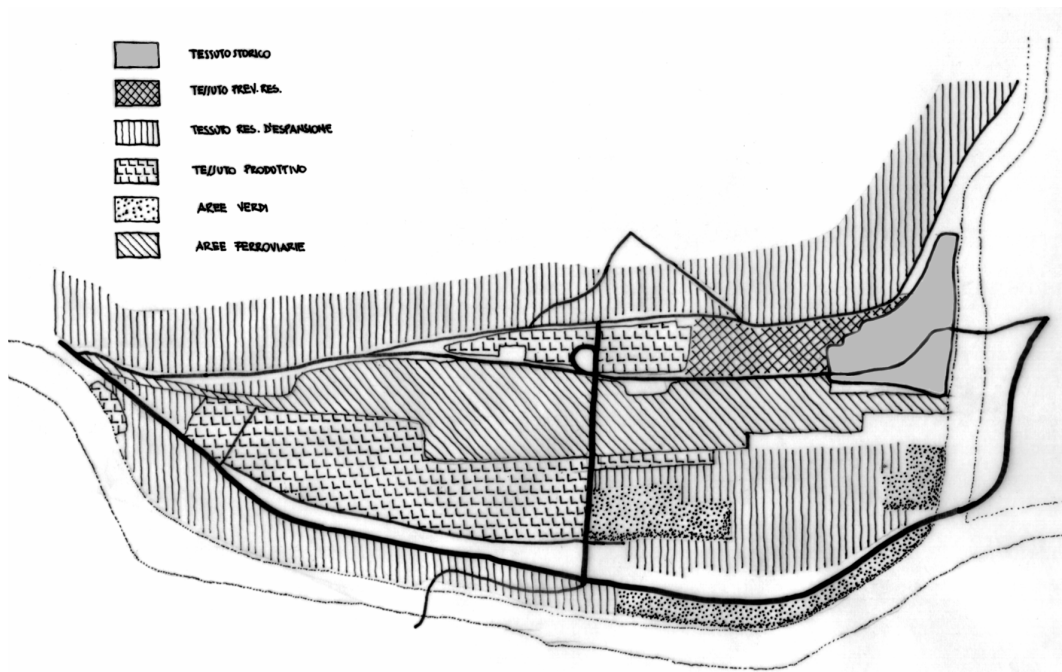 TESSUTO STORICO
TESSUTO PREV. RES.
TESSUTO RES. D'ESPANSIONE
TESSUTO PRODUTTIVO
AREE VERDI
AREE FERROVIARIE